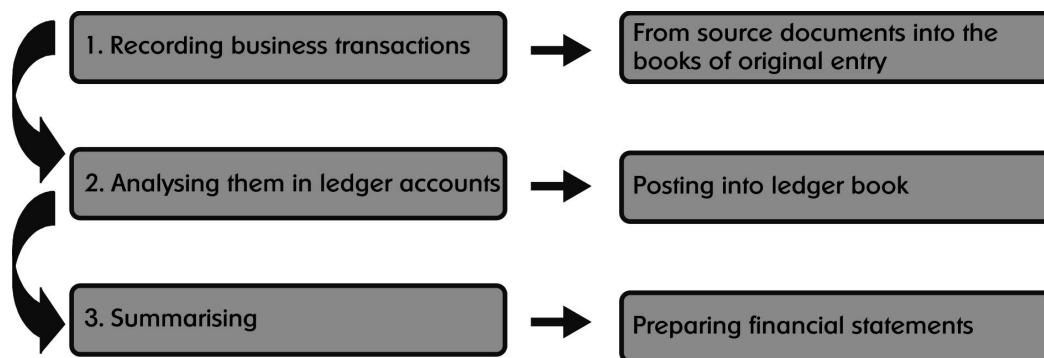 1. Recording business transactions
From source documents into the
books of original entry
2. Analysing them in ledger accounts
Posting into ledger book
3. Summarising
Preparing financial statements